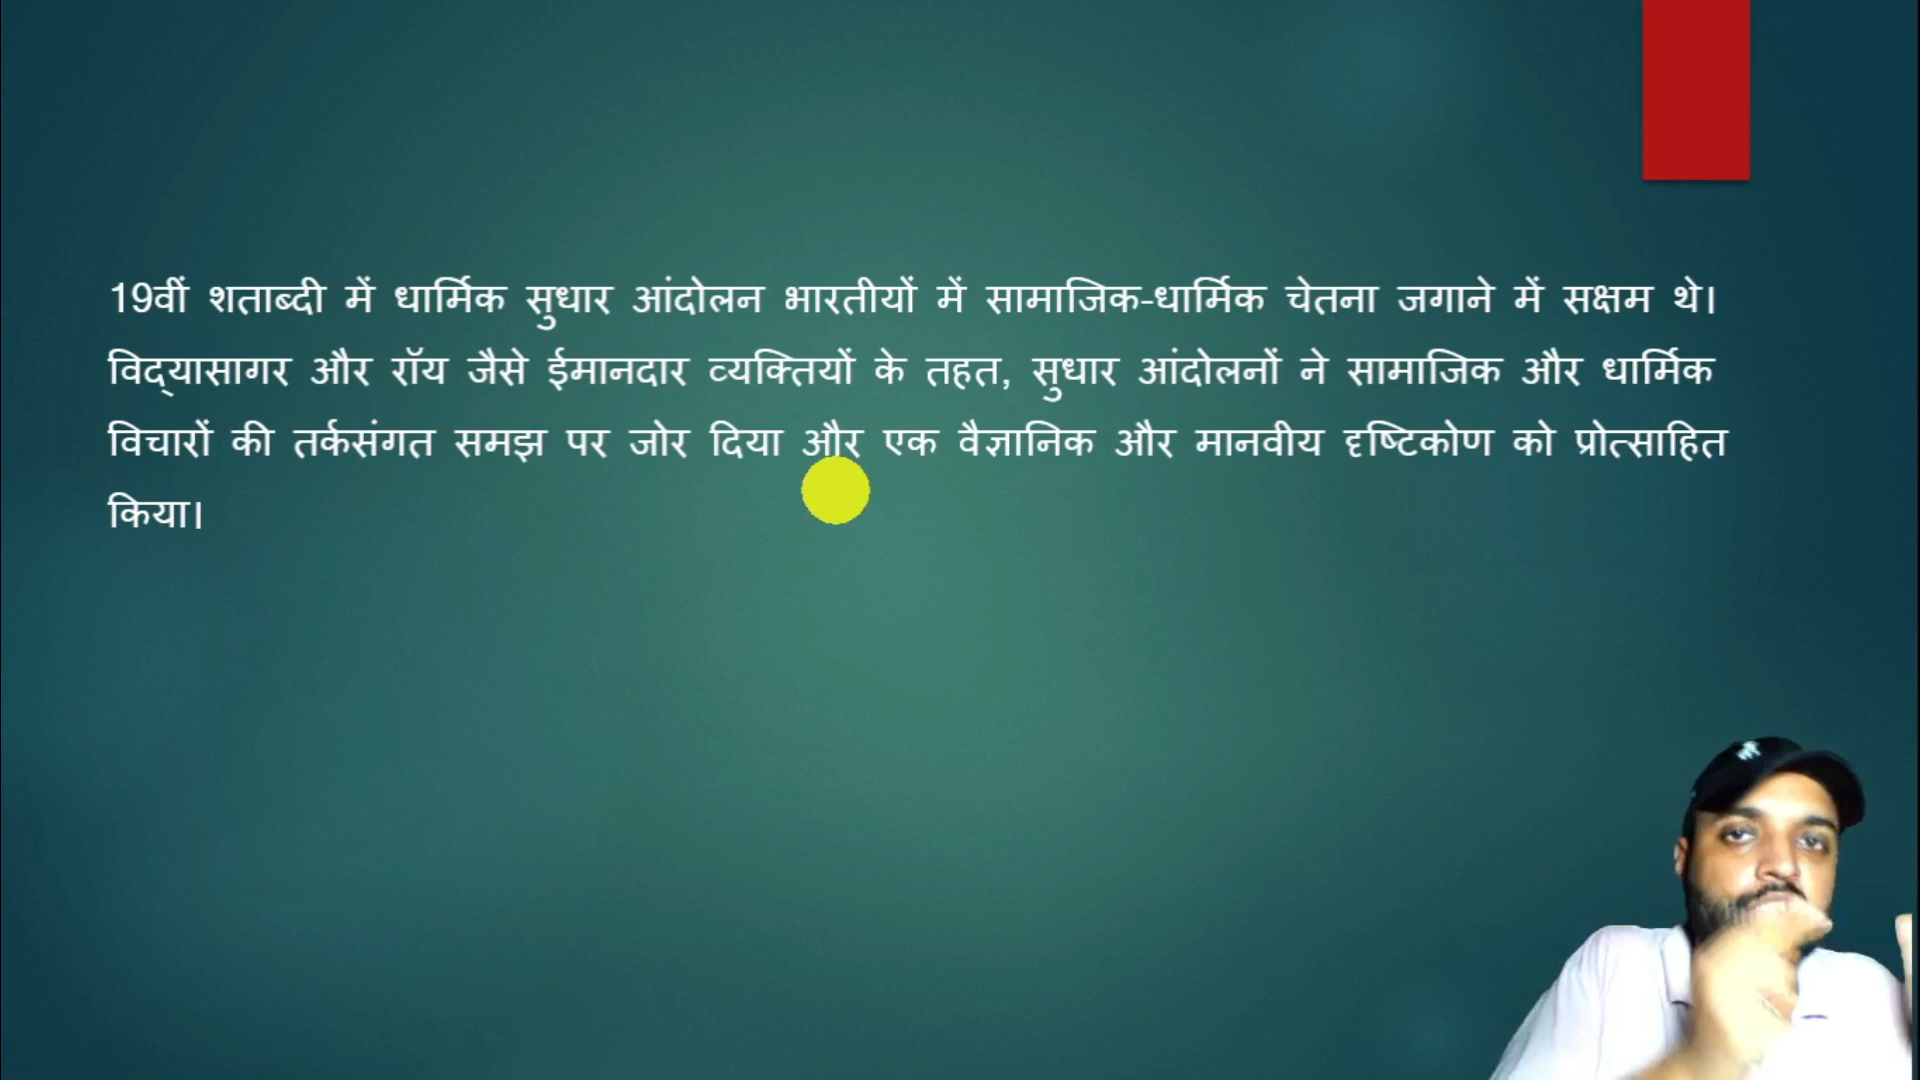 19वीं शताब्दी में धार्मिक सुधार आंदोलन भारतीयों में सामाजिक-धार्मिक चेतना जगाने में सक्षम थे।
विद्यासागर और रॉय जैसे ईमानदार व्यक्तियों के तहत, सुधार आंदोलनों ने सामाजिक और धार्मिक
विचारों की तर्कसंगत समझ पर जोर दिया और एक वैज्ञानिक और मानवीय दृष्टिकोण को प्रोत्साहित
किया।